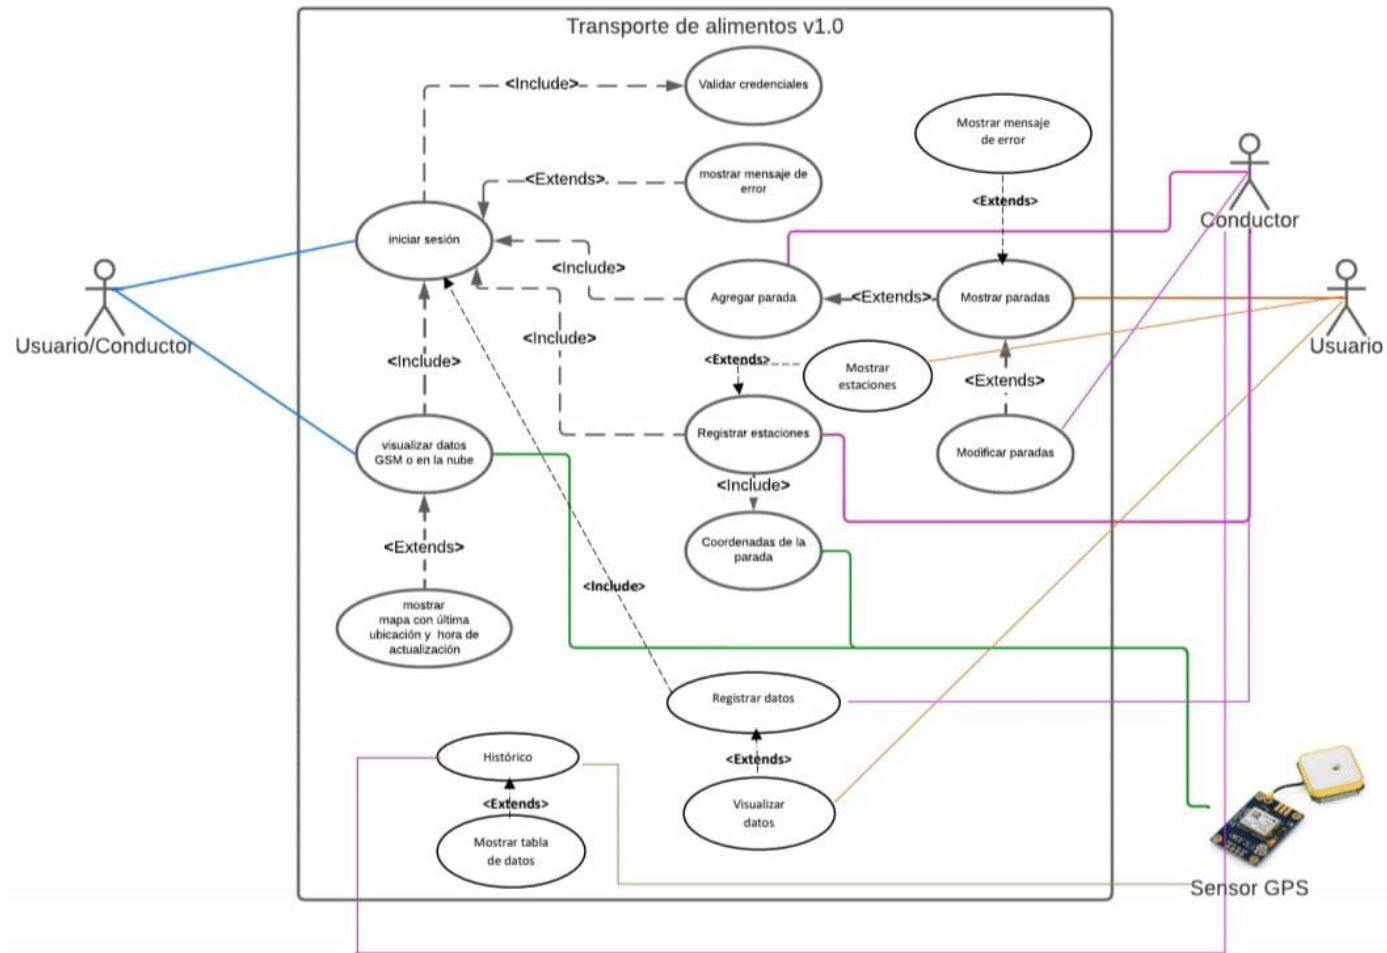 Transporte de alimentos v1.0
<Include>
Validar credenciales
Mostrar mensaje
de error
<Extends>
mostrar mensaje de
error
<Extends>
Conductor
iniciar sesión
<Include>
Agregar parada
<Extends>
Mostrar paradas
Usuario/Conductor
Usuario
<Include>
<Include>
<Extends>
Mostrar
estaciones
<Extends>
Registrar estaciones
visualizar datos
GSM o en la nube
Modificar paradas
<Include>
<Extends>
Coordenadas de la
parada
<Include>
mostrar
mapa con última
ubicación y hora de
actualización
Registrar datos
Histórico
<Extends>
<Extends>
Visualizar
datos
Mostrar tabla
de datos
Sensor GPS